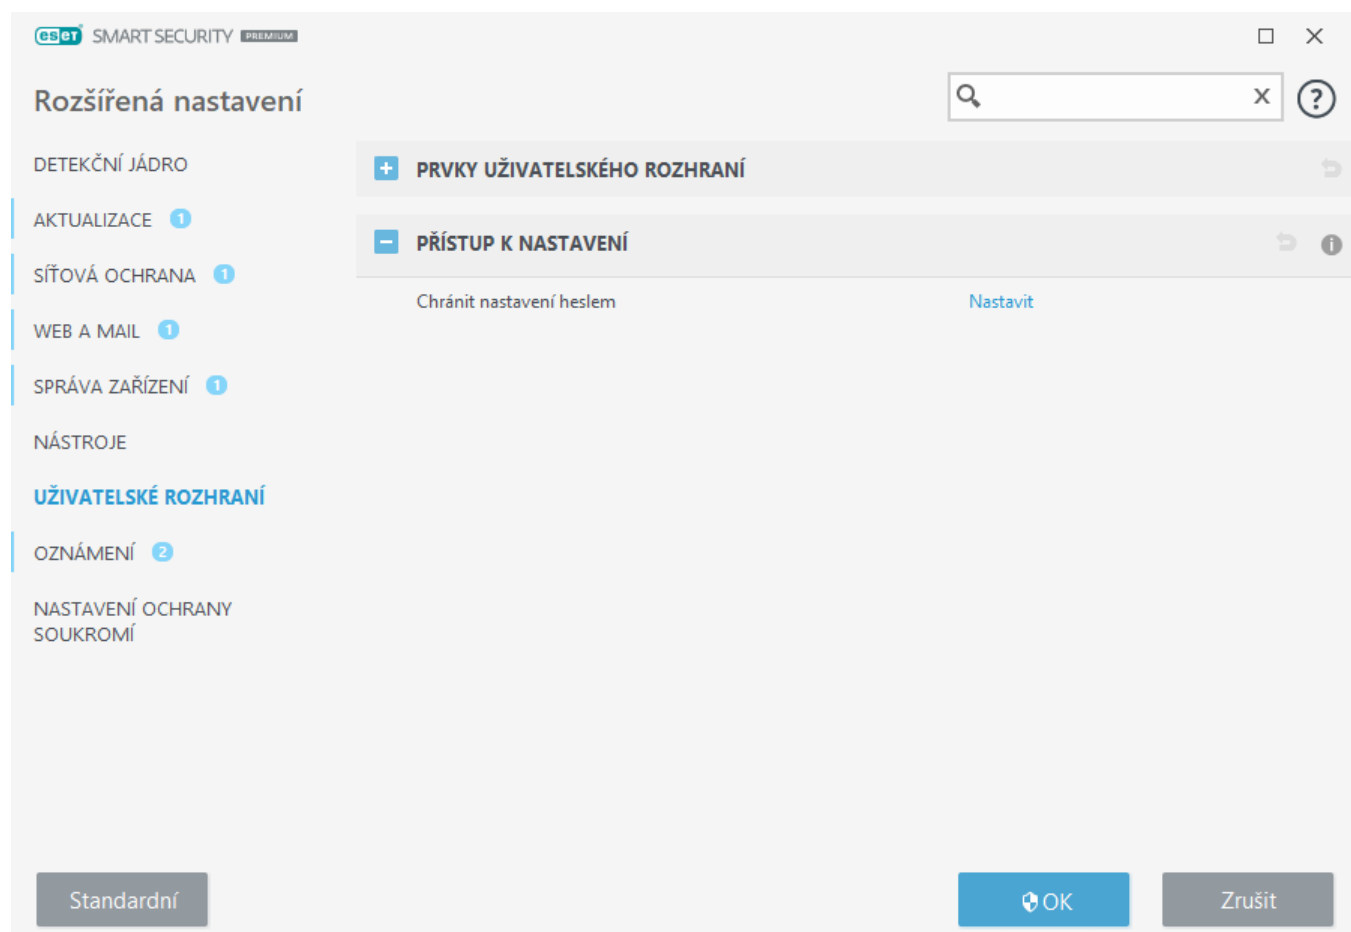 eset SMART SECURITY PREMIUM
Rozšířená nastavení
x ?
DETEKČNÍ JÁDRO
AKTUALIZACE 1
SÍŤOVÁ OCHRANA 1
WEB A MAIL 1
SPRÁVA ZAŘÍZENÍ 1
NÁSTROJE
UŽIVATELSKÉ ROZHRANÍ
OZNÁMENÍ 2
NASTAVENÍ OCHRANY
SOUKROMÍ
PRVKY UŽIVATELSKÉHO ROZHRANÍ
PŘÍSTUP K NASTAVENÍ
Chránit nastavení heslem Nastavit
Standardní OK Zrušit